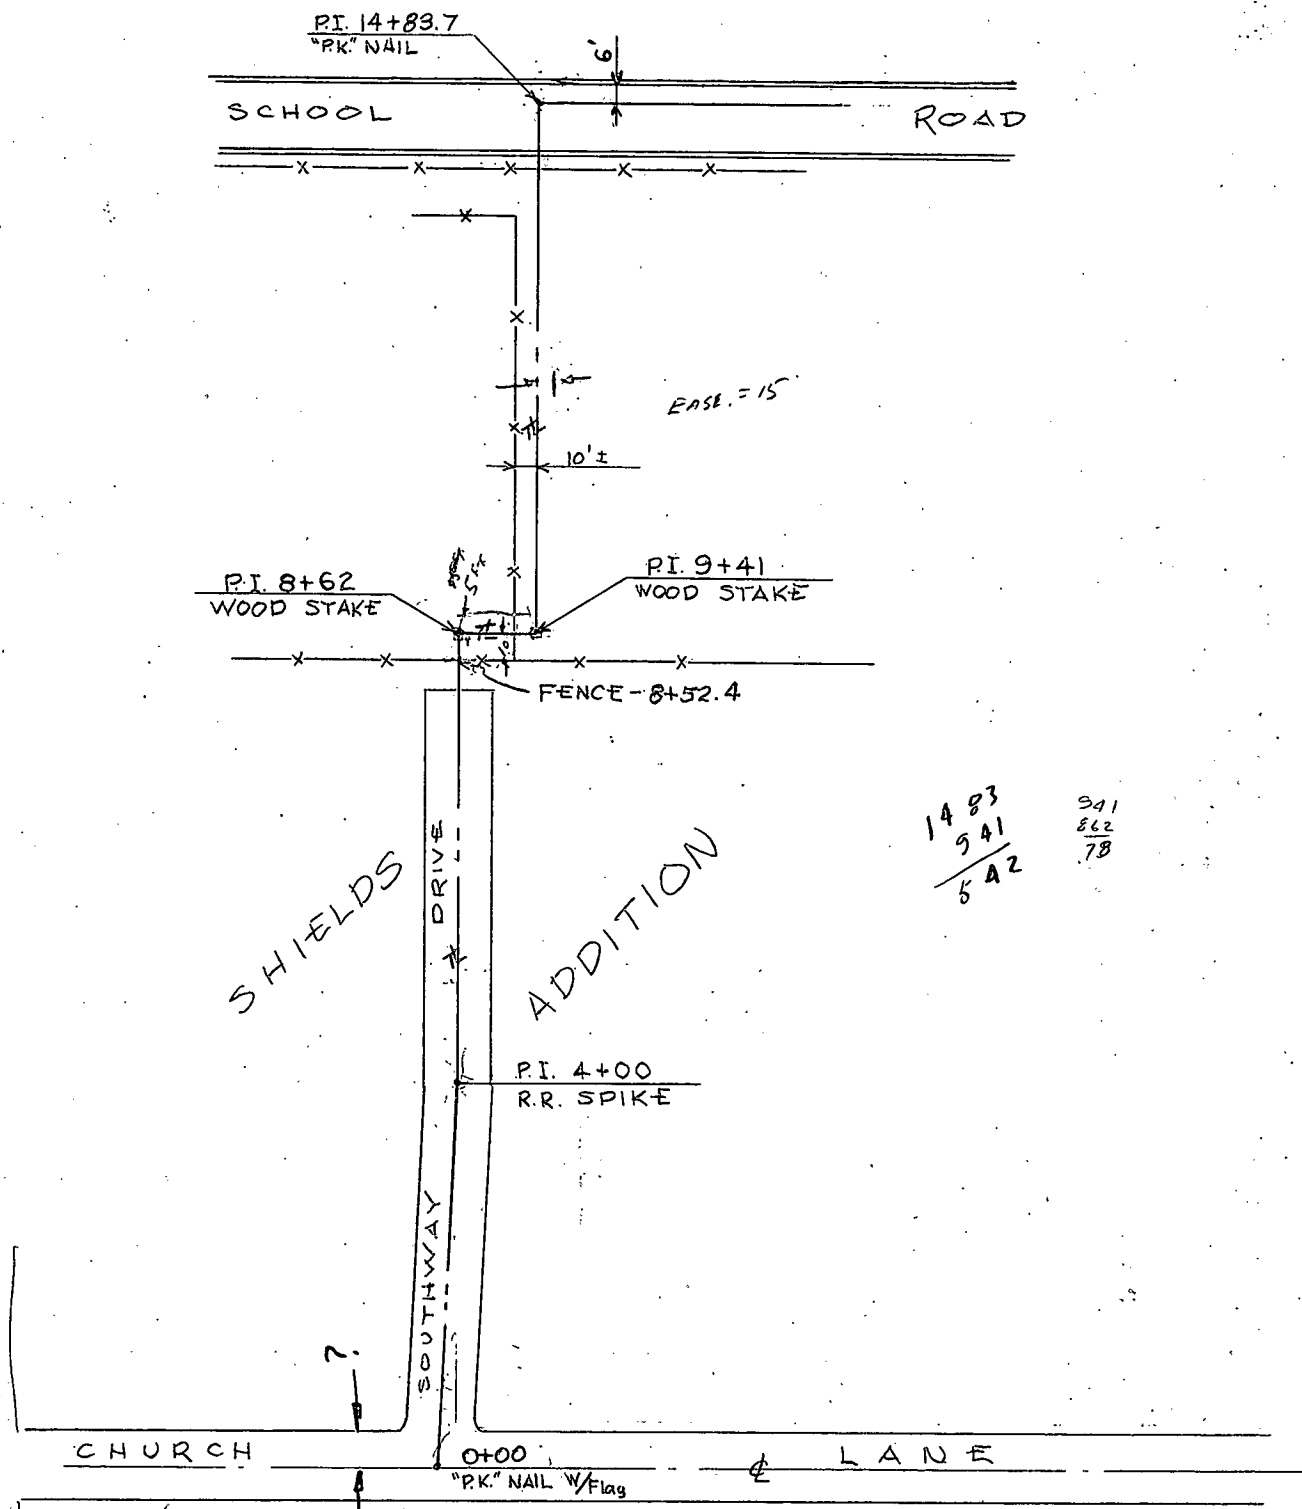 P.I. 14+83.7
"P.K." NAIL
6'
SCHOOL ROAD
EASE. = 15'
10' ±
P.I. 8+62
WOOD STAKE
P.I. 9+41
WOOD STAKE
FENCE - 8+52.4
DRIVE
SHIELDS ADDITION
14 83
9 41
5 42
941
862
.78
P.I. 4+00
R.R. SPIKE
SOUTHWAY
?
CHURCH LANE
0+00
"P.K." NAIL W/Flag
℄